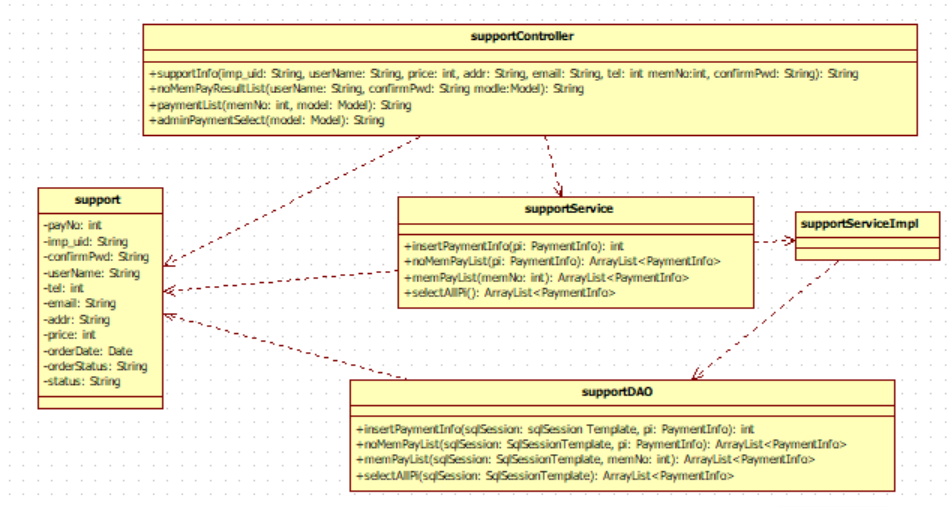 supportController
+supportInfo(imp_uid: String, userName: String, price: int, addr: String, email: String, tel: int memNo:int, confirmPwd: String): String
+noMemPayResultList(userName: String, confirmPwd: String modle:Model): String
+paymentList(memNo: int, model: Model): String
+adminPaymentSelect(model: Model): String
support
-payNo: int
-imp_uid: String
-confirmPwd: String
-userName: String
-tel: int
-email: String
-addr: String
-price: int
-orderDate: Date
-orderStatus: String
-status: String
supportService
+insertPaymentInfo(pi: PaymentInfo): int
+noMemPayList(pi: PaymentInfo): ArrayList<PaymentInfo>
+memPayList(memNo: int): ArrayList<PaymentInfo>
+selectAllPi(): ArrayList<PaymentInfo>
supportServiceImpl
supportDAO
+insertPaymentInfo(sqlSession: sqlSession Template, pi: PaymentInfo): int
+noMemPayList(sqlSession: SqlSessionTemplate, pi: PaymentInfo): ArrayList<PaymentInfo>
+memPayList(sqlSession: SqlSessionTemplate, memNo: int): ArrayList<PaymentInfo>
+selectAllPi(sqlSession: SqlSessionTemplate): ArrayList<PaymentInfo>